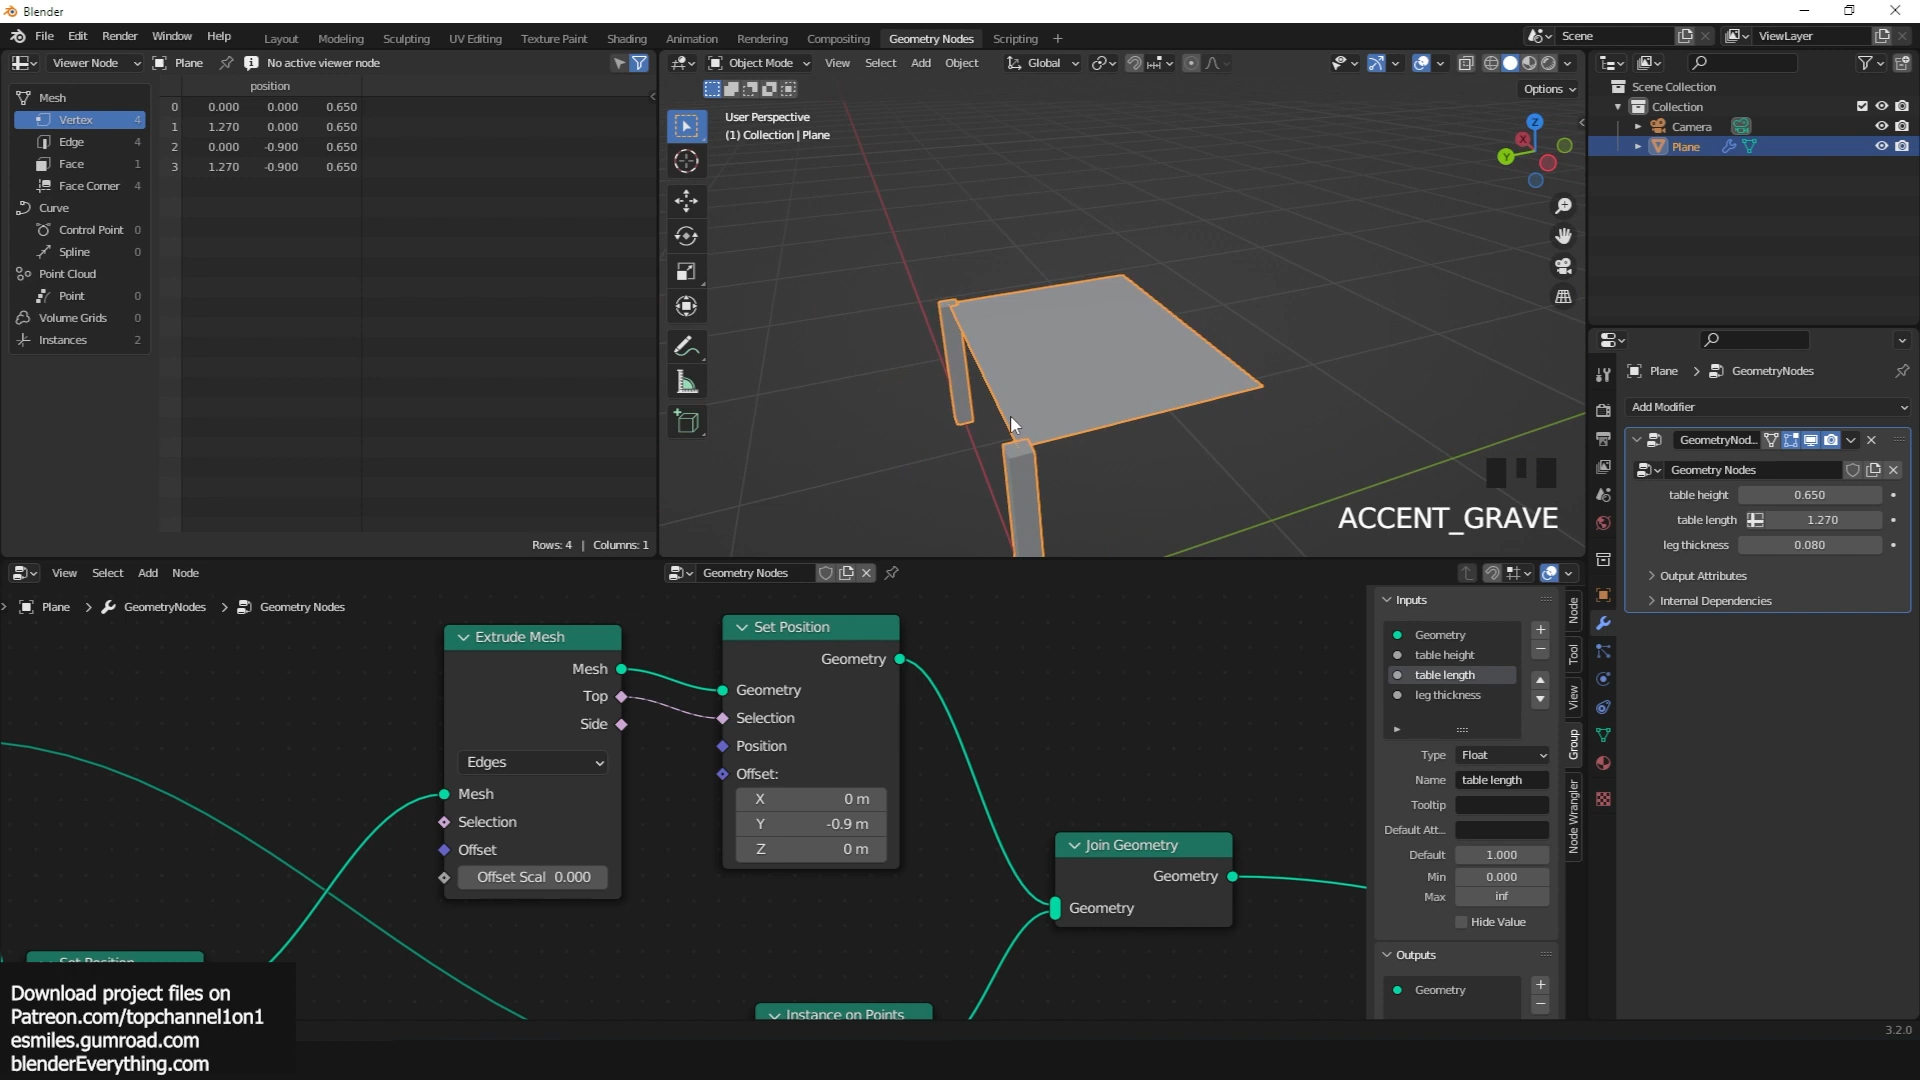 Blender
File Edit Render Window Help
Layout Modeling Sculpting UV Editing Texture Paint Shading Animation Rendering Compositing Geometry Nodes Scripting +
Scene
ViewLayer
Viewer Node
Plane
No active viewer node
Object Mode
View Select Add Object
Global
Options
position
Mesh
Vertex 4
Edge 4
Face 1
Face Corner 4
Curve
Control Point 0
Spline 0
Point Cloud
Point 0
Volume Grids 0
Instances 2
0 0.000 0.000 0.650
1 1.270 0.000 0.650
2 0.000 -0.900 0.650
3 1.270 -0.900 0.650
Rows: 4 | Columns: 1
User Perspective
(1) Collection | Plane
Z
X
Y
ACCENT_GRAVE
Scene Collection
Collection
Camera
Plane
Plane > GeometryNodes
Add Modifier
GeometryNod...
Geometry Nodes
table height 0.650
table length 1.270
leg thickness 0.080
Output Attributes
Internal Dependencies
View Select Add Node
Geometry Nodes
Plane > GeometryNodes > Geometry Nodes
Extrude Mesh
Mesh
Top
Side
Edges
Mesh
Selection
Offset
Offset Scal 0.000
Set Position
Geometry
Geometry
Selection
Position
Offset:
X 0 m
Y -0.9 m
Z 0 m
Join Geometry
Geometry
Geometry
Set Position
Instance on Points
Inputs
Geometry
table height
table length
leg thickness
Type Float
Name table length
Tooltip
Default Att...
Default 1.000
Min 0.000
Max inf
Hide Value
Outputs
Geometry
Node
Tool
View
Group
Node Wrangler
3.2.0
Download project files on
Patreon.com/topchannel1on1
esmiles.gumroad.com
blenderEverything.com